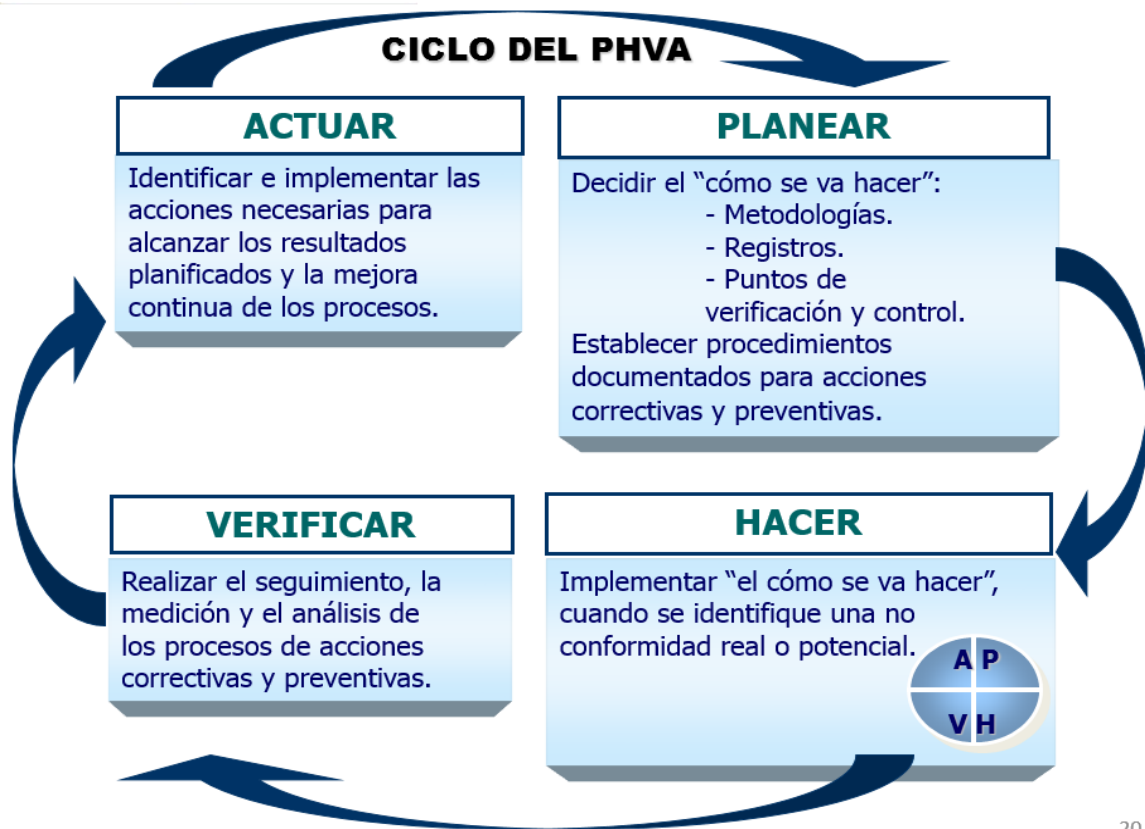 CICLO DEL PHVA
ACTUAR
Identificar e implementar las
acciones necesarias para
alcanzar los resultados
planificados y la mejora
continua de los procesos.
PLANEAR
Decidir el “cómo se va hacer”:
- Metodologías.
- Registros.
- Puntos de
verificación y control.
Establecer procedimientos
documentados para acciones
correctivas y preventivas.
VERIFICAR
Realizar el seguimiento, la
medición y el análisis de
los procesos de acciones
correctivas y preventivas.
HACER
Implementar “el cómo se va hacer”,
cuando se identifique una no
conformidad real o potencial.
A P
V H